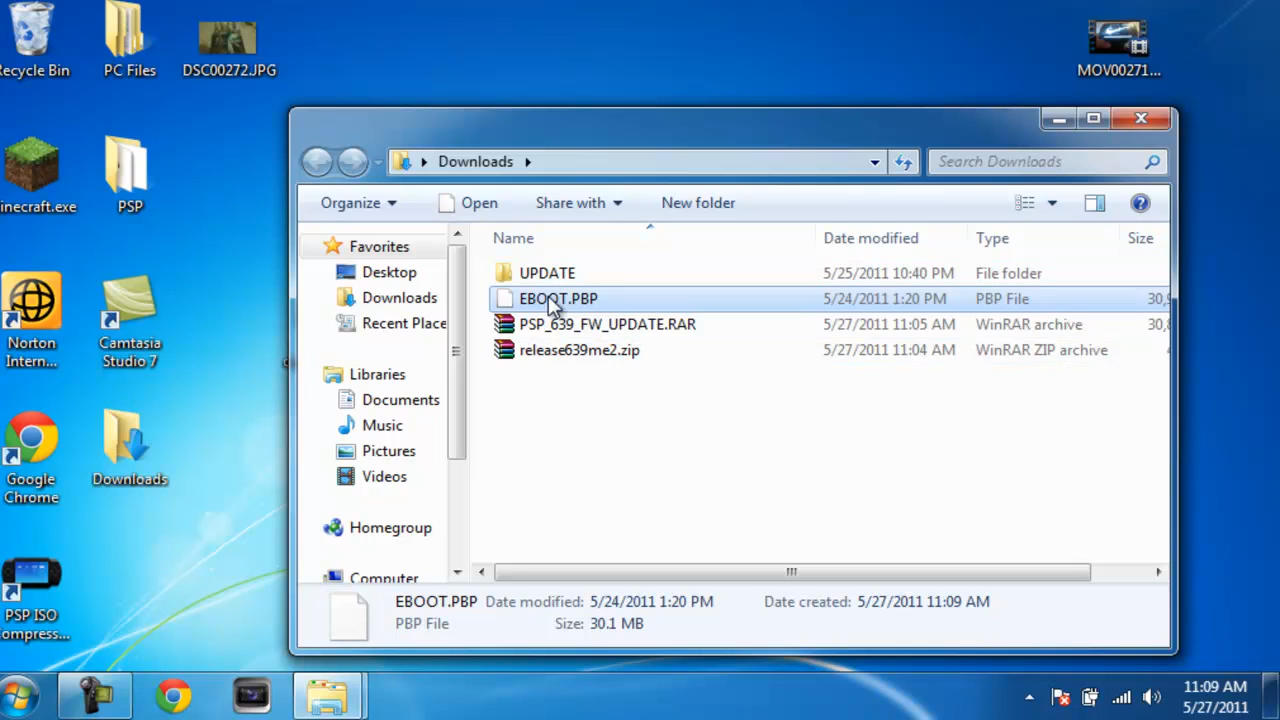 Recycle Bin
PC Files
DSC00272.JPG
MOV00271...
inecraft.exe
PSP
Norton
Intern...
Camtasia
Studio 7
Google
Chrome
Downloads
PSP ISO
Compress...
Downloads
Search Downloads
Organize
Open
Share with
New folder
Name
Date modified
Type
Size
UPDATE
5/25/2011 10:40 PM
File folder
EBOOT.PBP
5/24/2011 1:20 PM
PBP File
30,
PSP_639_FW_UPDATE.RAR
5/27/2011 11:05 AM
WinRAR archive
30,8
release639me2.zip
5/27/2011 11:04 AM
WinRAR ZIP archive
Favorites
Desktop
Downloads
Recent Place
Libraries
Documents
Music
Pictures
Videos
Homegroup
Computer
EBOOT.PBP
Date modified: 5/24/2011 1:20 PM
Date created: 5/27/2011 11:09 AM
PBP File
Size: 30.1 MB
11:09 AM
5/27/2011